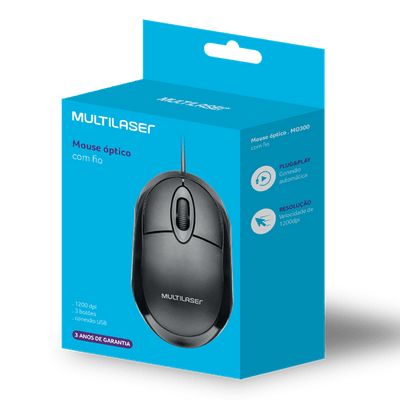 MULTILASER
Mouse óptico
com fio
MULTILASER
. 1200 dpi
. 3 botões
. conexão USB
3 ANOS DE GARANTIA
Mouse óptico . MO300
com fio
PLUG&PLAY
Conexão
automática
RESOLUÇÃO
Velocidade de
1200dpi